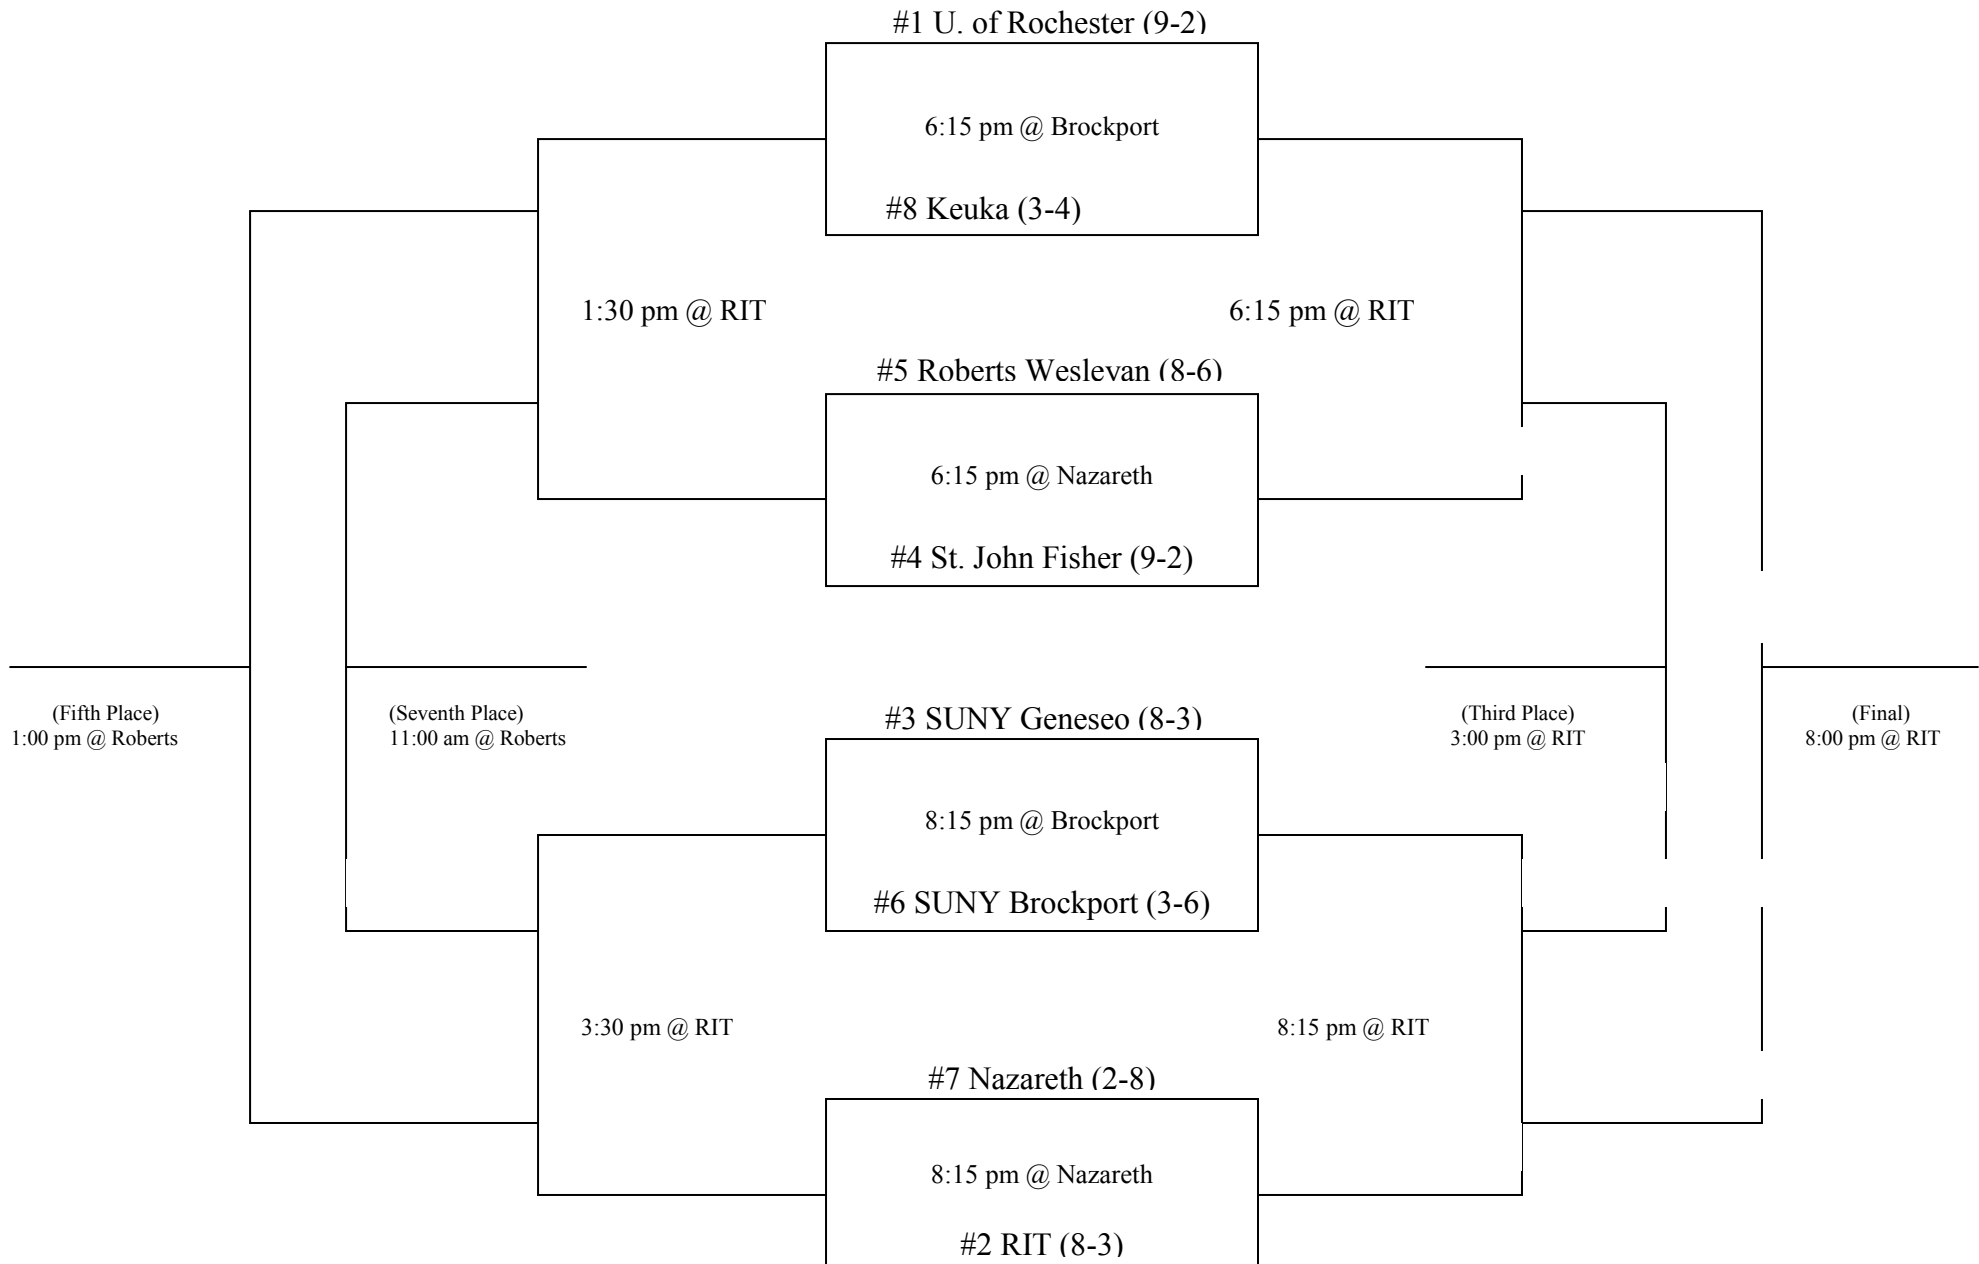 #1 U. of Rochester (9-2)
6:15 pm @ Brockport
#8 Keuka (3-4)
1:30 pm @ RIT
6:15 pm @ RIT
#5 Roberts Wesleyan (8-6)
6:15 pm @ Nazareth
#4 St. John Fisher (9-2)
(Fifth Place)
1:00 pm @ Roberts
(Seventh Place)
11:00 am @ Roberts
#3 SUNY Geneseo (8-3)
(Third Place)
3:00 pm @ RIT
(Final)
8:00 pm @ RIT
8:15 pm @ Brockport
#6 SUNY Brockport (3-6)
3:30 pm @ RIT
8:15 pm @ RIT
#7 Nazareth (2-8)
8:15 pm @ Nazareth
#2 RIT (8-3)